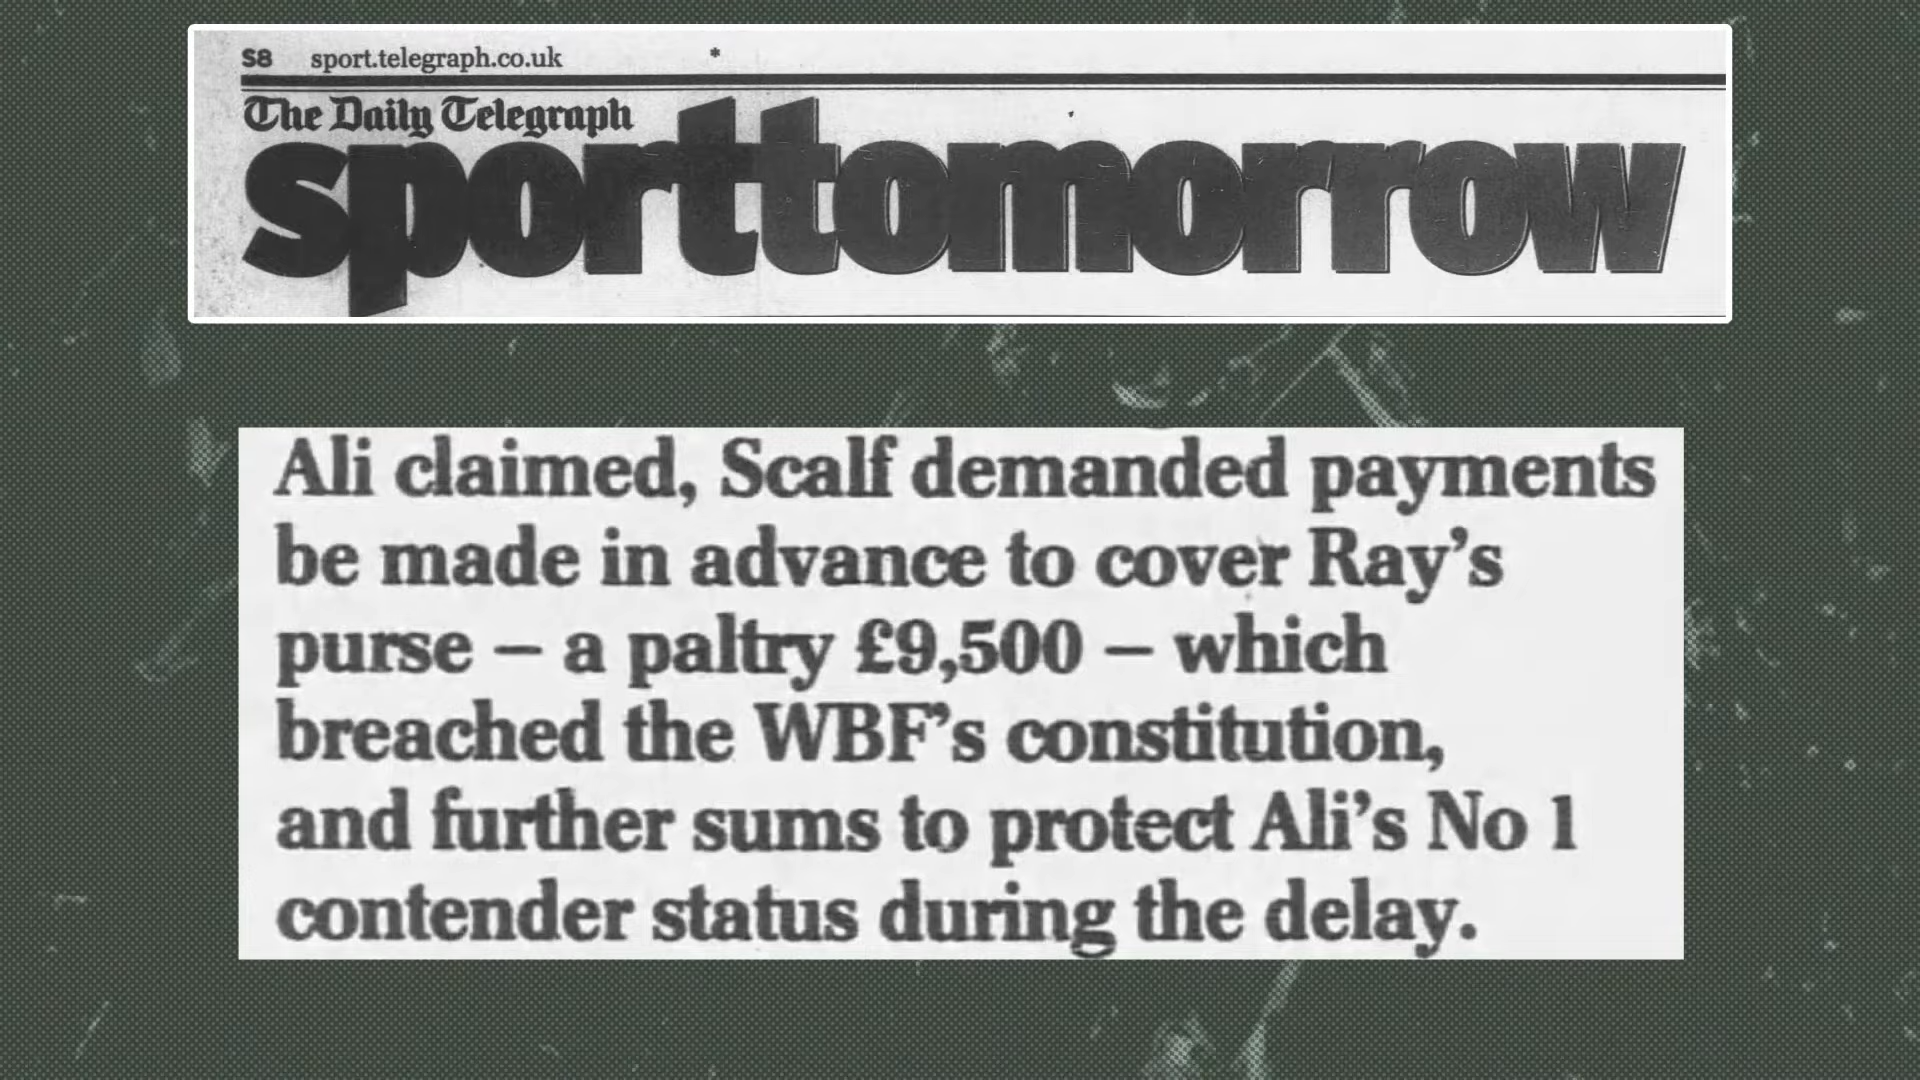 S8 sport.telegraph.co.uk *
The Daily Telegraph
sporttomorrow
Ali claimed, Scalf demanded payments
be made in advance to cover Ray's
purse – a paltry £9,500 – which
breached the WBF's constitution,
and further sums to protect Ali's No 1
contender status during the delay.